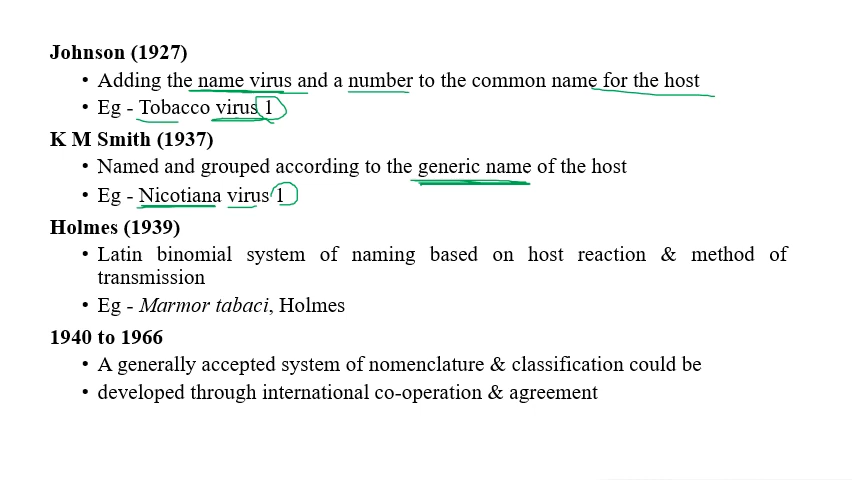 Johnson (1927)
• Adding the name virus and a number to the common name for the host
• Eg - Tobacco virus 1
K M Smith (1937)
• Named and grouped according to the generic name of the host
• Eg - Nicotiana virus 1
Holmes (1939)
• Latin binomial system of naming based on host reaction & method of
transmission
• Eg - Marmor tabaci, Holmes
1940 to 1966
• A generally accepted system of nomenclature & classification could be
• developed through international co-operation & agreement